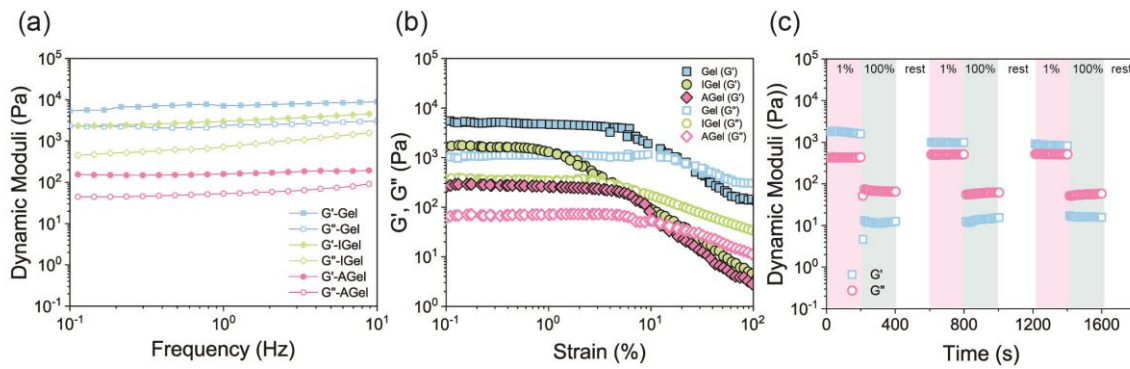 (a)
Dynamic Moduli (Pa)
10⁵
10⁴
10³
10²
10¹
10⁰
10⁻¹
G'-Gel
G"-Gel
G'-IGel
G"-IGel
G'-AGel
G"-AGel
10⁻¹ 10⁰ 10¹
Frequency (Hz)
(b)
G', G" (Pa)
10⁵
10⁴
10³
10²
10¹
10⁰
Gel (G')
IGel (G')
AGel (G')
Gel (G")
IGel (G")
AGel (G")
10⁻¹ 10⁰ 10¹ 10²
Strain (%)
(c)
Dynamic Moduli (Pa))
10⁵
10⁴
10³
10²
10¹
10⁰
10⁻¹
1% 100% rest 1% 100% rest 1% 100% rest
G'
G"
0 400 800 1200 1600
Time (s)